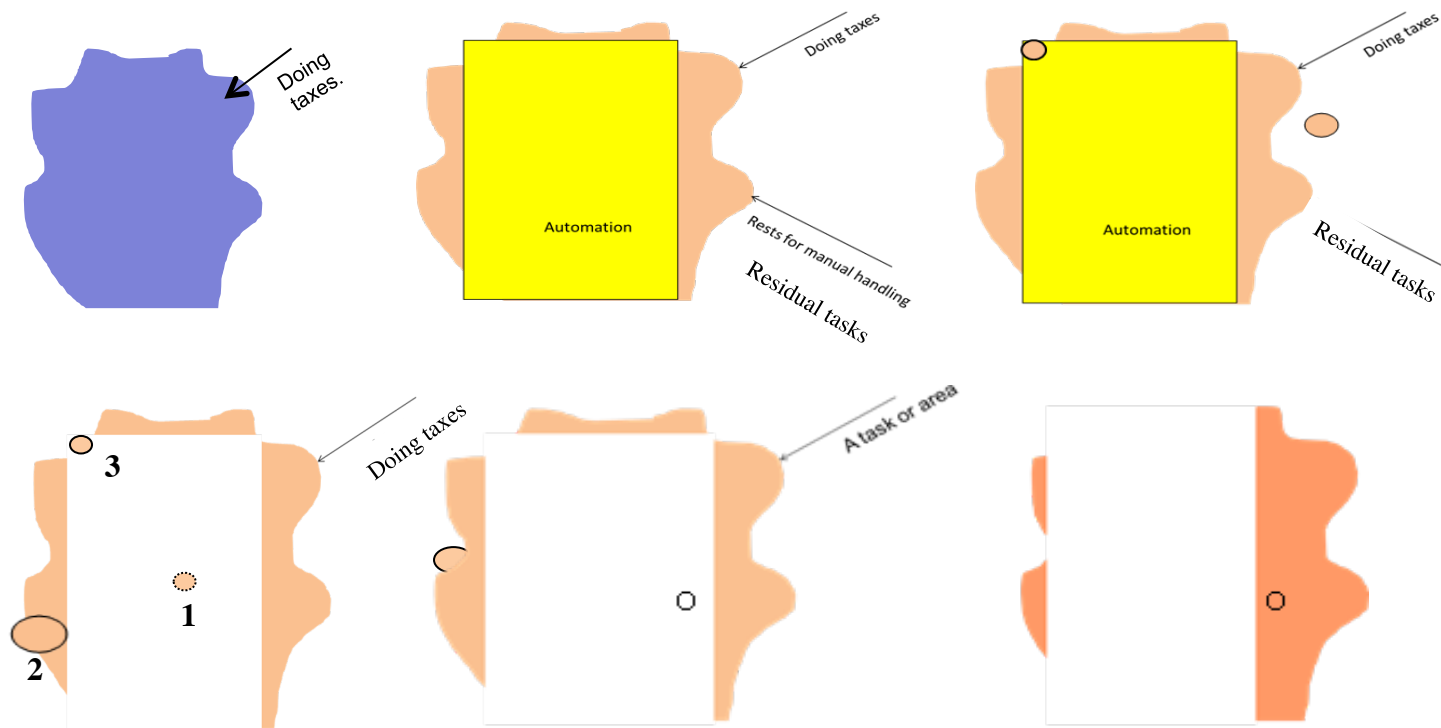 Doing
taxes.
Automation
Doing taxes
Rests for manual handling
Residual tasks
Automation
Doing taxes
Residual tasks
3
1
2
Doing taxes
A task or area